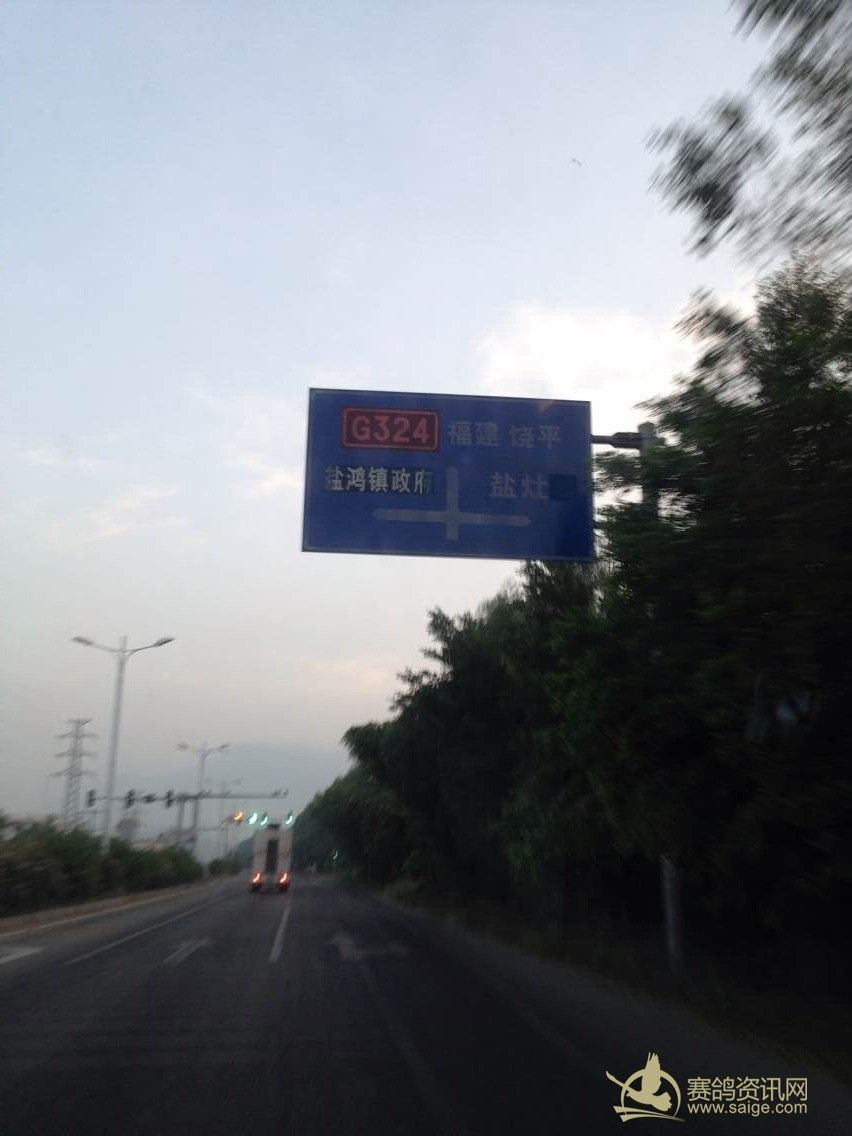 G324 福建 饶平
盐鸿镇政府 盐灶
赛鸽资讯网
www.saige.com